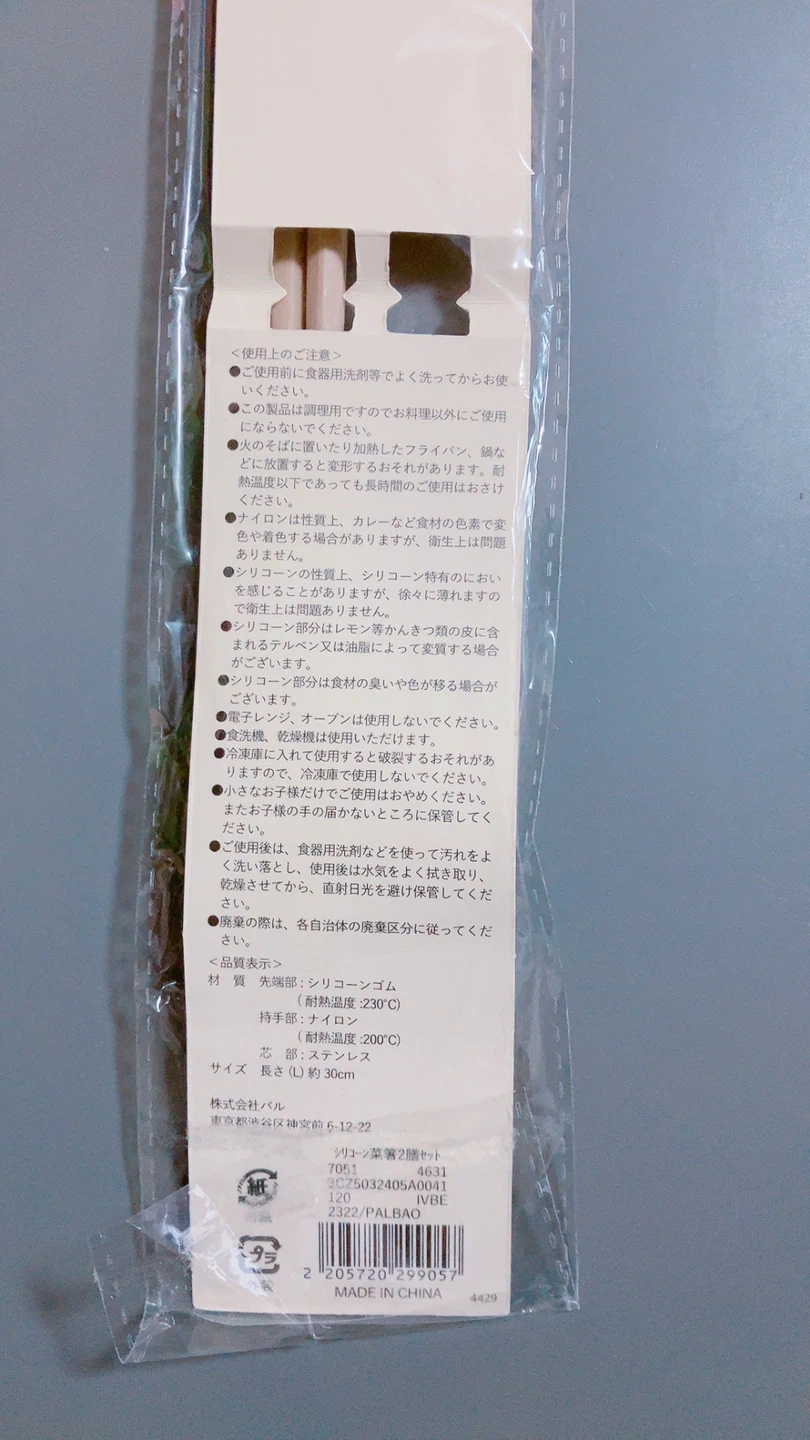 ＜使用上のご注意＞
●ご使用前に食器用洗剤等でよく洗ってからお使
いください。
●この製品は調理用ですのでお料理以外にご使用
にならないでください。
●火のそばに置いたり加熱したフライパン、鍋な
どに放置すると変形するおそれがあります。耐
熱温度以下であっても長時間のご使用はおさけ
ください。
●ナイロンは性質上、カレーなど食材の色素で変
色や着色する場合がありますが、衛生上は問題
ありません。
●シリコーンの性質上、シリコーン特有のにおい
を感じることがありますが、徐々に薄れますの
で衛生上は問題ありません。
●シリコーン部分はレモン等かんきつ類の皮に含
まれるテルペン又は油脂によって変質する場合
がございます。
●シリコーン部分は食材の臭いや色が移る場合が
ございます。
●電子レンジ、オーブンは使用しないでください。
●食洗機、乾燥機は使用いただけます。
●冷凍庫に入れて使用すると破裂するおそれがあ
りますので、冷凍庫で使用しないでください。
●小さなお子様だけでご使用はおやめください。
またお子様の手の届かないところに保管してく
ださい。
●ご使用後は、食器用洗剤などを使って汚れをよ
く洗い落とし、使用後は水気をよく拭き取り、
乾燥させてから、直射日光を避け保管してくだ
さい。
●廃棄の際は、各自治体の廃棄区分に従ってくだ
さい。
＜品質表示＞
材　質　先端部：シリコーンゴム
（耐熱温度：230℃）
持手部：ナイロン
（耐熱温度：200℃）
芯　部：ステンレス
サイズ　長さ（L）約 30cm
株式会社パル
東京都渋谷区神宮前 6-12-22
ｼﾘｺｰﾝ菜箸2膳ｾｯﾄ
7051 4631
3CZ5032405A0041
120 IVBE
2322/PALBAO
紙
プラ
2 205720 299057
MADE IN CHINA
4429